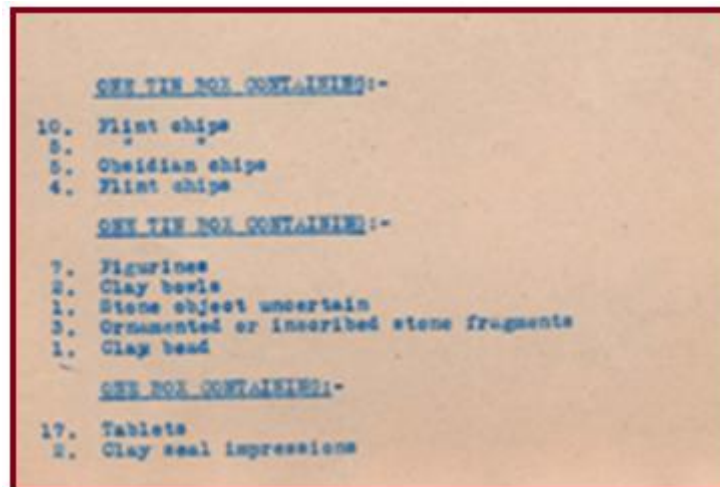 ONE TIN BOX CONTAINING:-
10. Flint chips
5. " "
5. Obsidian chips
4. Flint chips
ONE TIN BOX CONTAINING:-
7. Figurines
2. Clay bowls
1. Stone object uncertain
3. Ornamented or inscribed stone fragments
1. Clay bead
ONE BOX CONTAINING:-
17. Tablets
2. Clay seal impressions